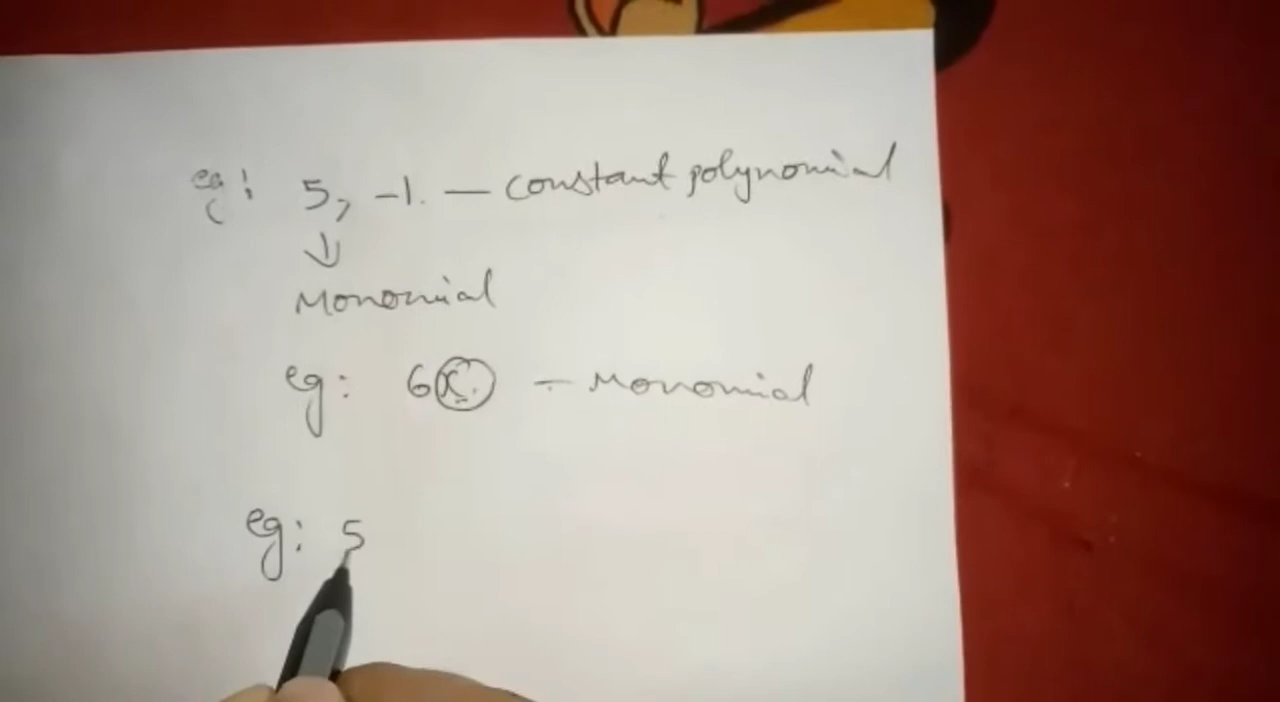 eg: 5, -1. — constant polynomial
↓
Monomial
eg: 6x. — Monomial
eg: 5